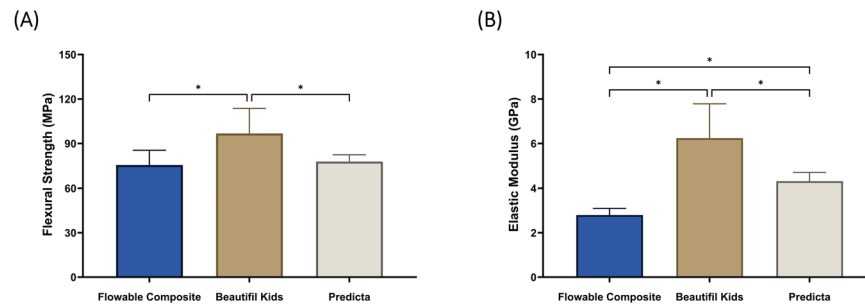 (A)
Flexural Strength (MPa)
150
120
90
60
30
0
*
*
Flowable Composite
Beautifil Kids
Predicta
(B)
Elastic Modulus (GPa)
10
8
6
4
2
0
*
*
*
Flowable Composite
Beautifil Kids
Predicta